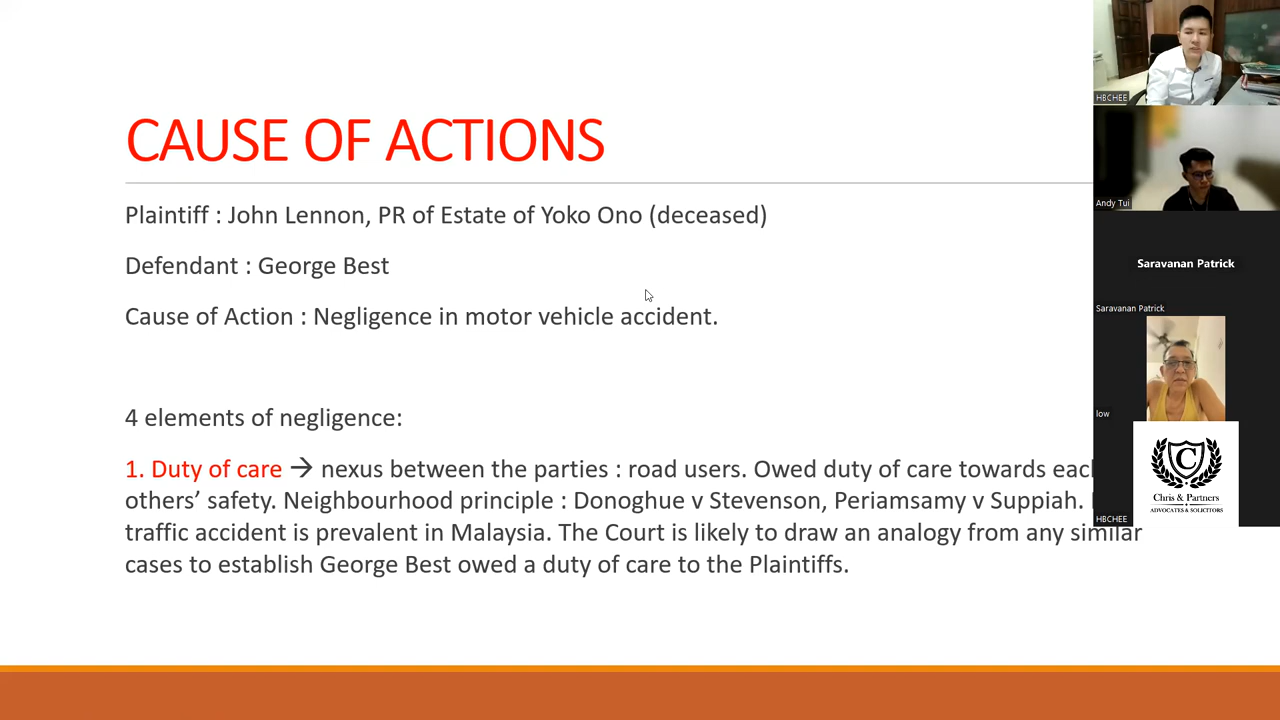 CAUSE OF ACTIONS
Plaintiff : John Lennon, PR of Estate of Yoko Ono (deceased)
Defendant : George Best
Cause of Action : Negligence in motor vehicle accident.
4 elements of negligence:
1. Duty of care → nexus between the parties : road users. Owed duty of care towards
others’ safety. Neighbourhood principle : Donoghue v Stevenson, Periamsamy v Suppiah.
traffic accident is prevalent in Malaysia. The Court is likely to draw an analogy from any similar
cases to establish George Best owed a duty of care to the Plaintiffs.
HBCHEE
Andy Tui
Saravanan Patrick
Saravanan Patrick
low
C
Chris & Partners
ADVOCATES & SOLICITORS
HBCHEE